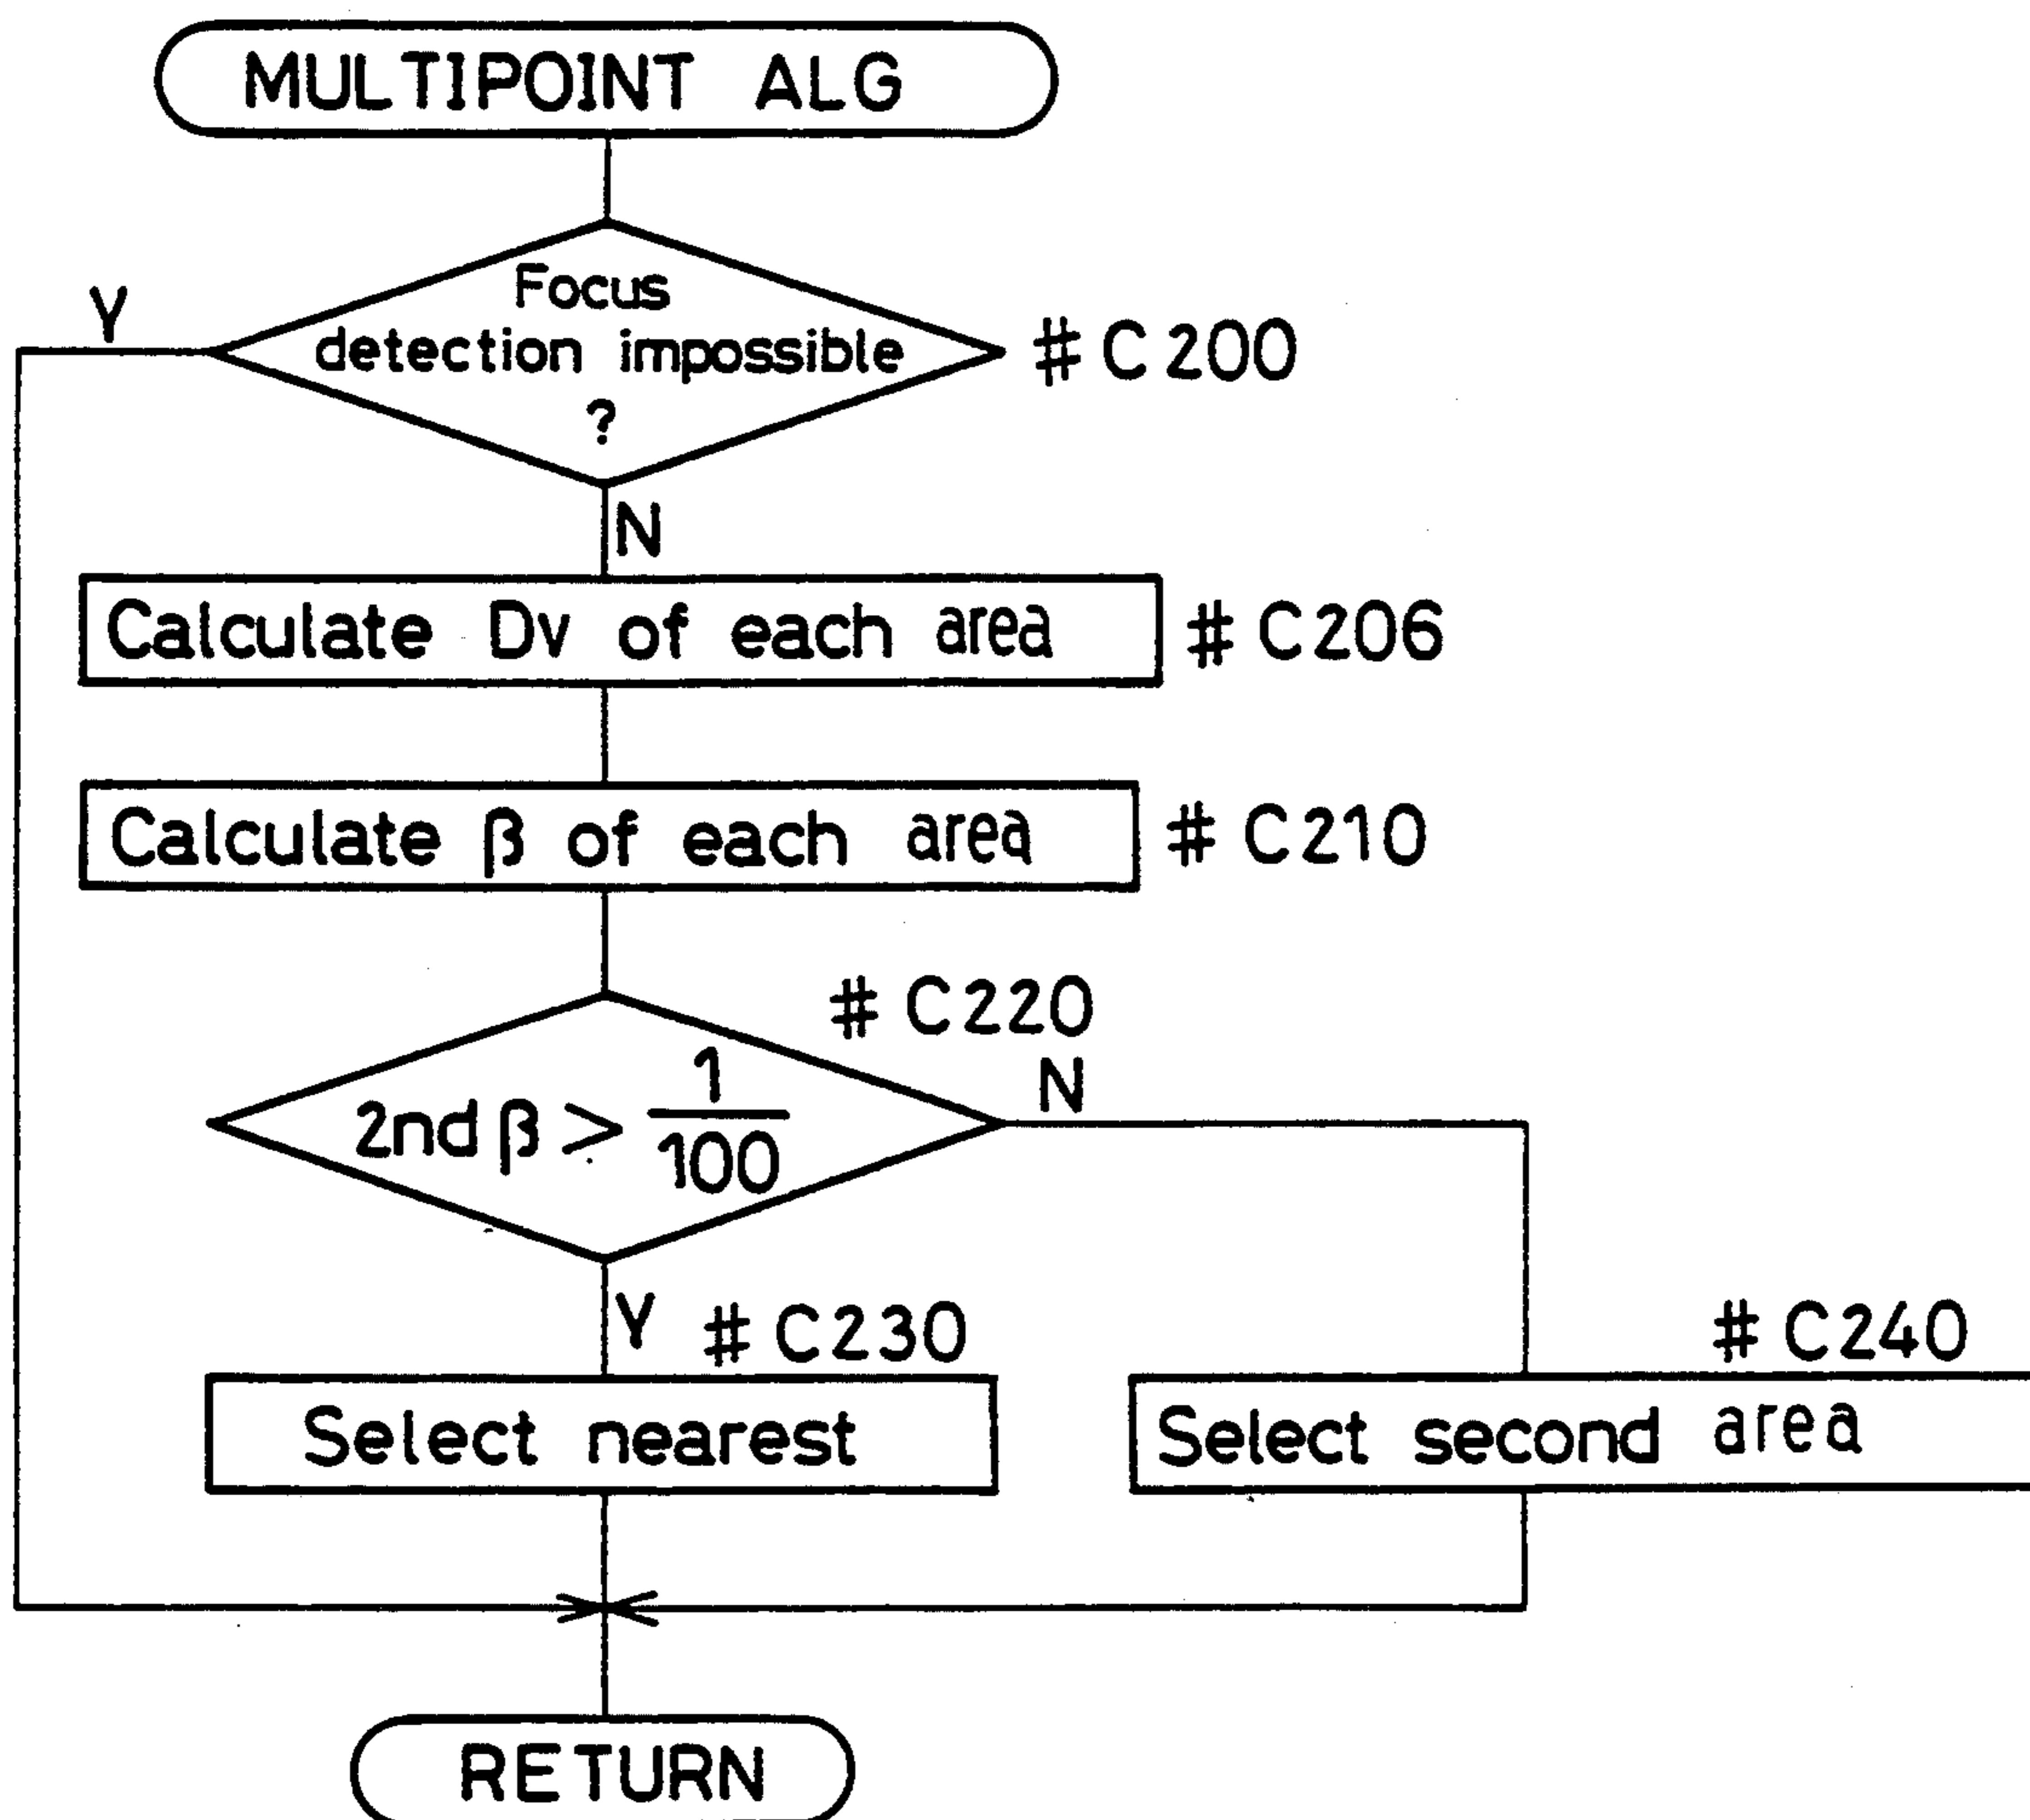 MULTIPOINT ALG
Y
Focus
detection impossible
?
# C200
N
Calculate Dv of each area
# C206
Calculate β of each area
# C210
# C220
2nd β > 1/100
N
Y
# C230
# C240
Select nearest
Select second area
RETURN